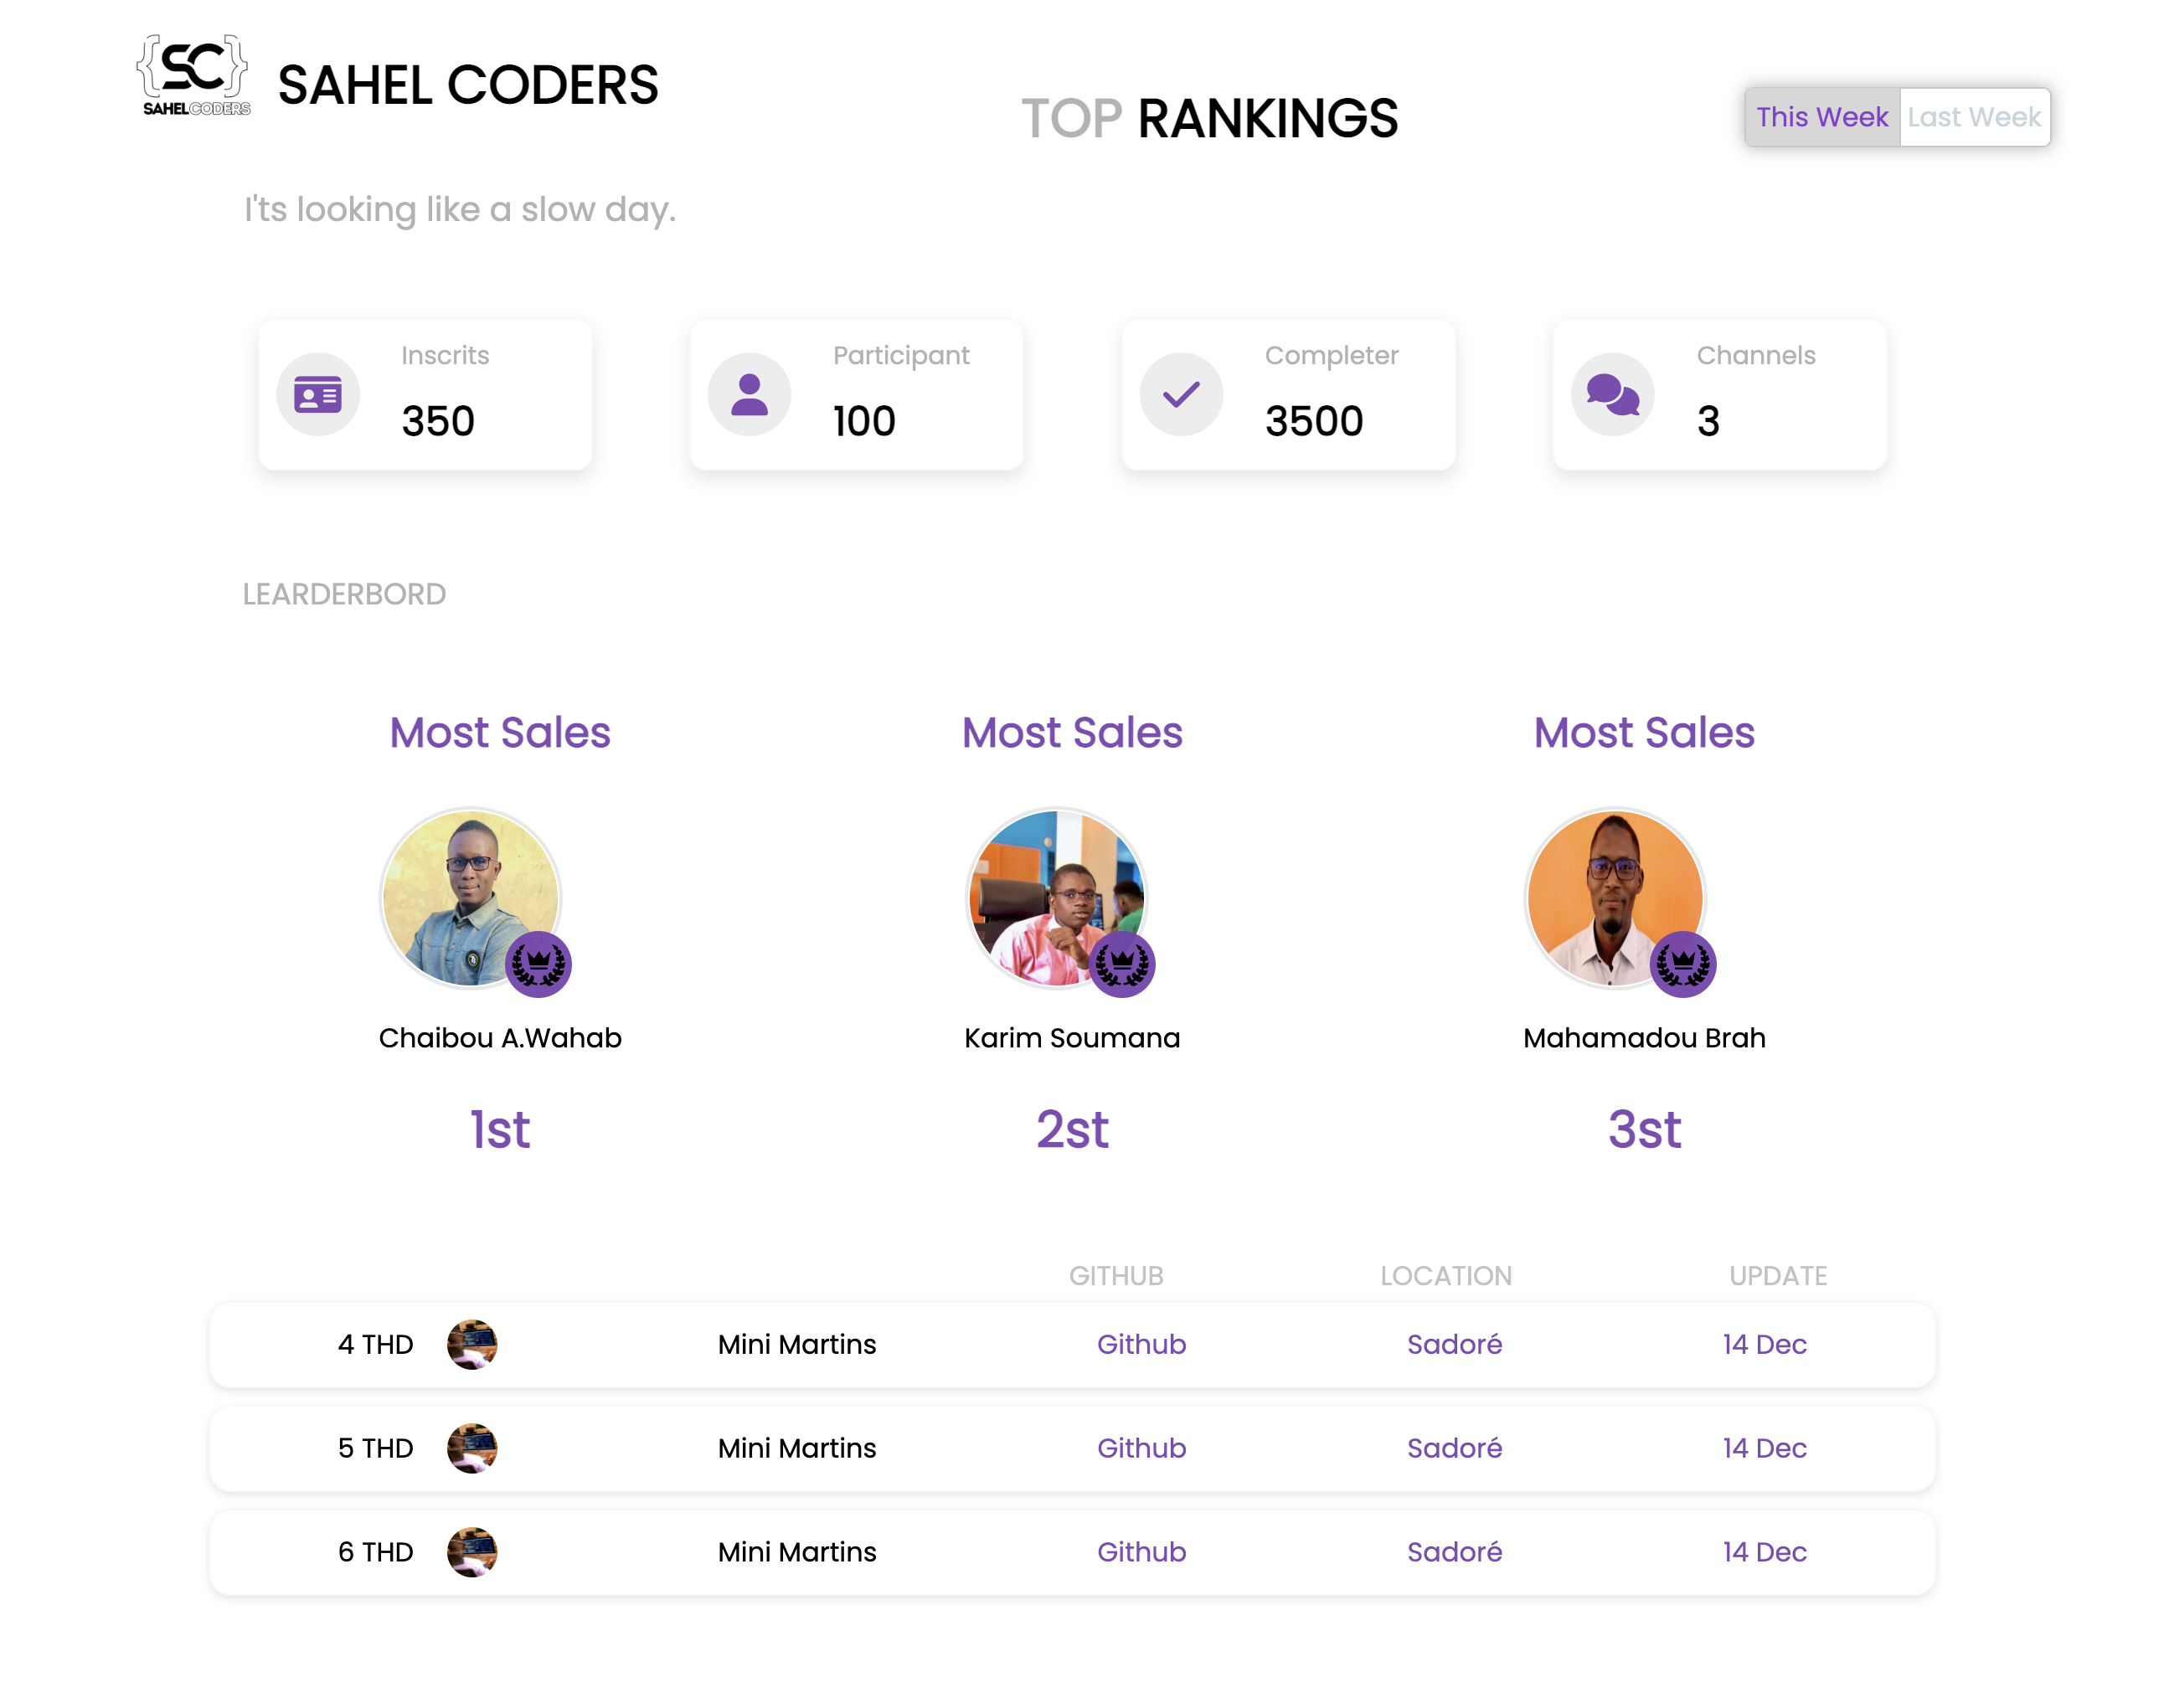 SC
SAHELCODERS
SAHEL CODERS
TOP RANKINGS
This Week
Last Week
I'ts looking like a slow day.
Inscrits
350
Participant
100
Completer
3500
Channels
3
LEARDERBORD
Most Sales
Chaibou A.Wahab
1st
Most Sales
Karim Soumana
2st
Most Sales
Mahamadou Brah
3st
GITHUB LOCATION UPDATE
4 THD Mini Martins Github Sadoré 14 Dec
5 THD Mini Martins Github Sadoré 14 Dec
6 THD Mini Martins Github Sadoré 14 Dec